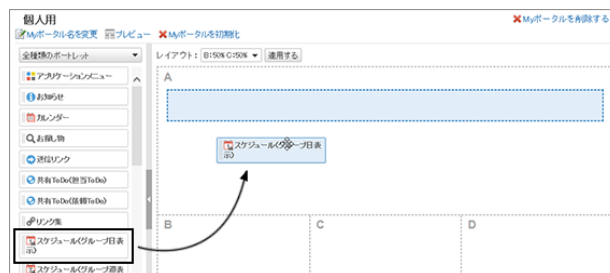 個人用
Myポータル名を変更 プレビュー Myポータルを初期化
Myポータルを削除する
全種類のポートレット
レイアウト: B:50% C:50% 適用する
アプリケーションメニュー
お知らせ
カレンダー
お探し物
送信リンク
共有ToDo(担当ToDo)
共有ToDo(依頼ToDo)
リンク集
スケジュール(グループ日表
示)
スケジュール(グループ週表
A
スケジュール(グループ日表
示)
B
C
D